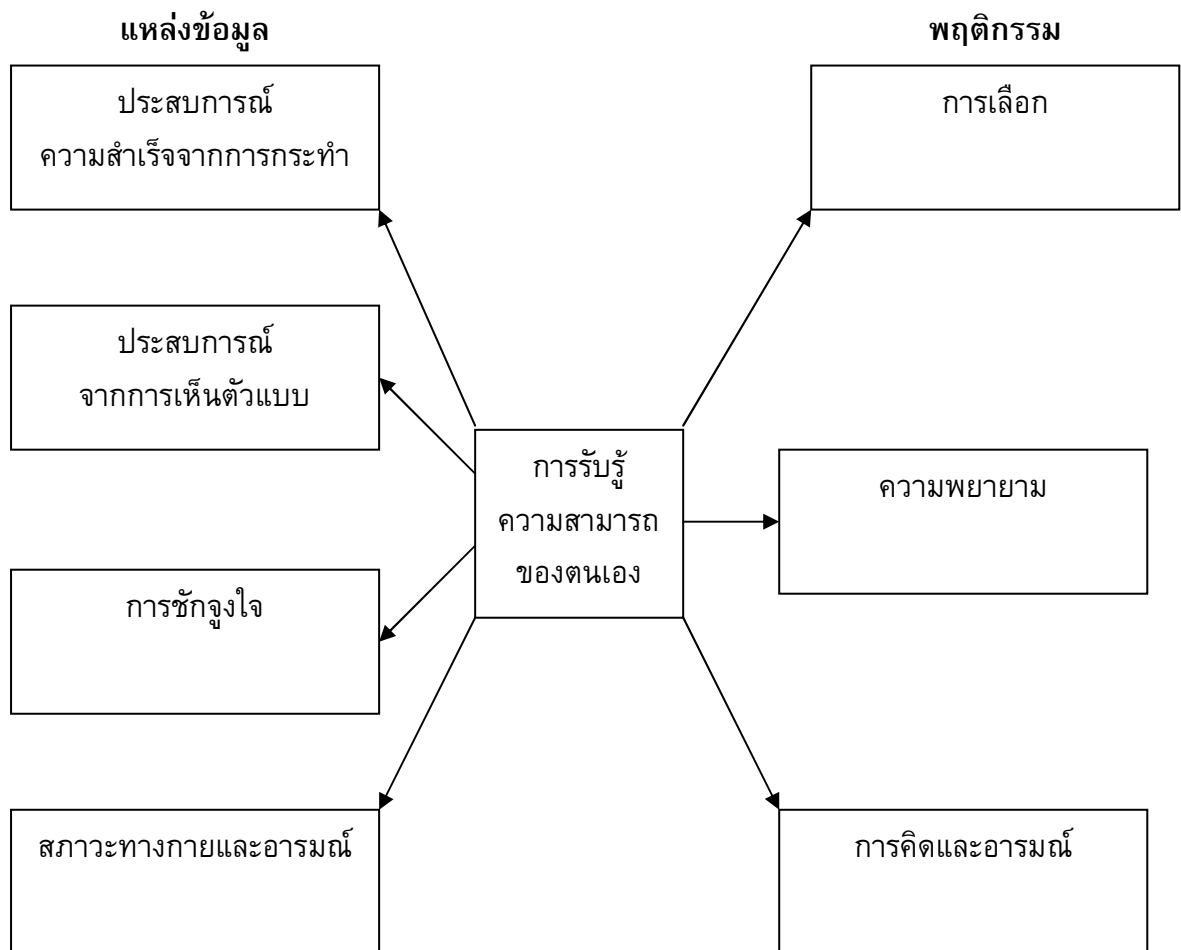 แหล่งข้อมูล
พฤติกรรม
ประสบการณ์
ความสำเร็จจากการกระทำ
การเลือก
ประสบการณ์
จากการเห็นตัวแบบ
การรับรู้
ความสามารถ
ของตนเอง
ความพยายาม
การชักจูงใจ
สภาวะทางกายและอารมณ์
การคิดและอารมณ์